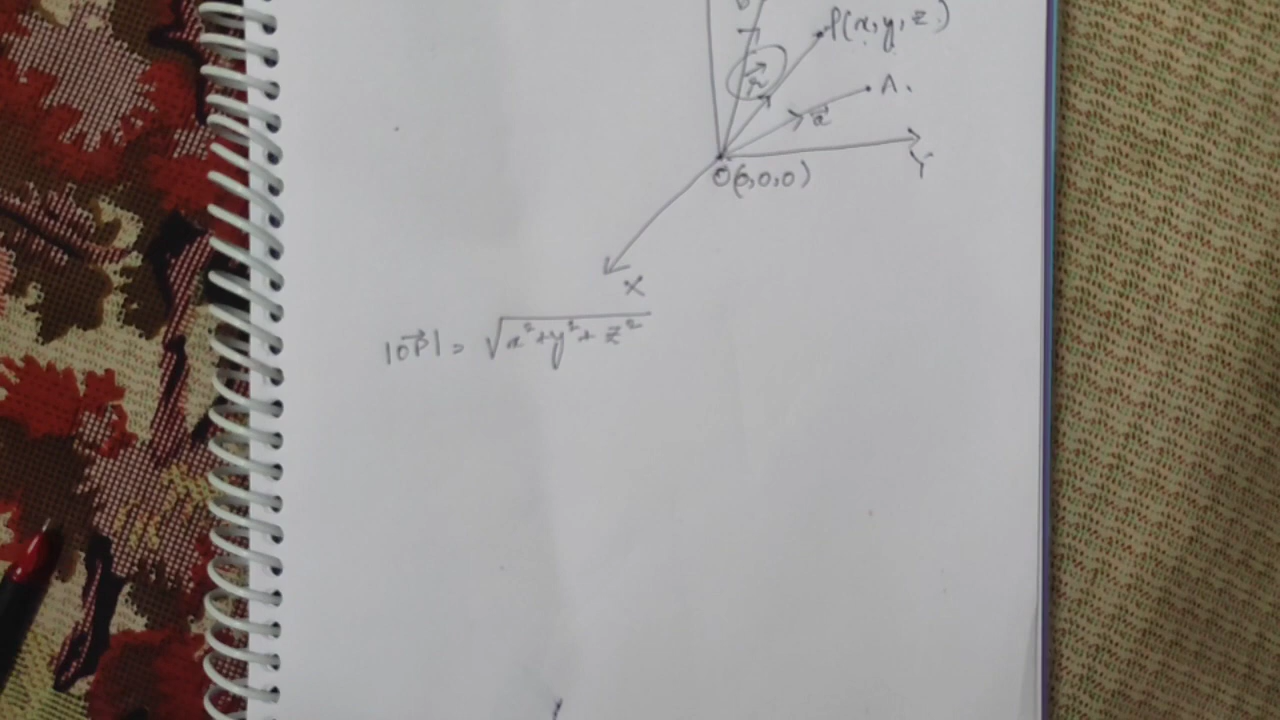 P(x,y,z)
r⃗
A.
a⃗
Y
O(0,0,0)
X
|OP⃗| = √x²+y²+z²